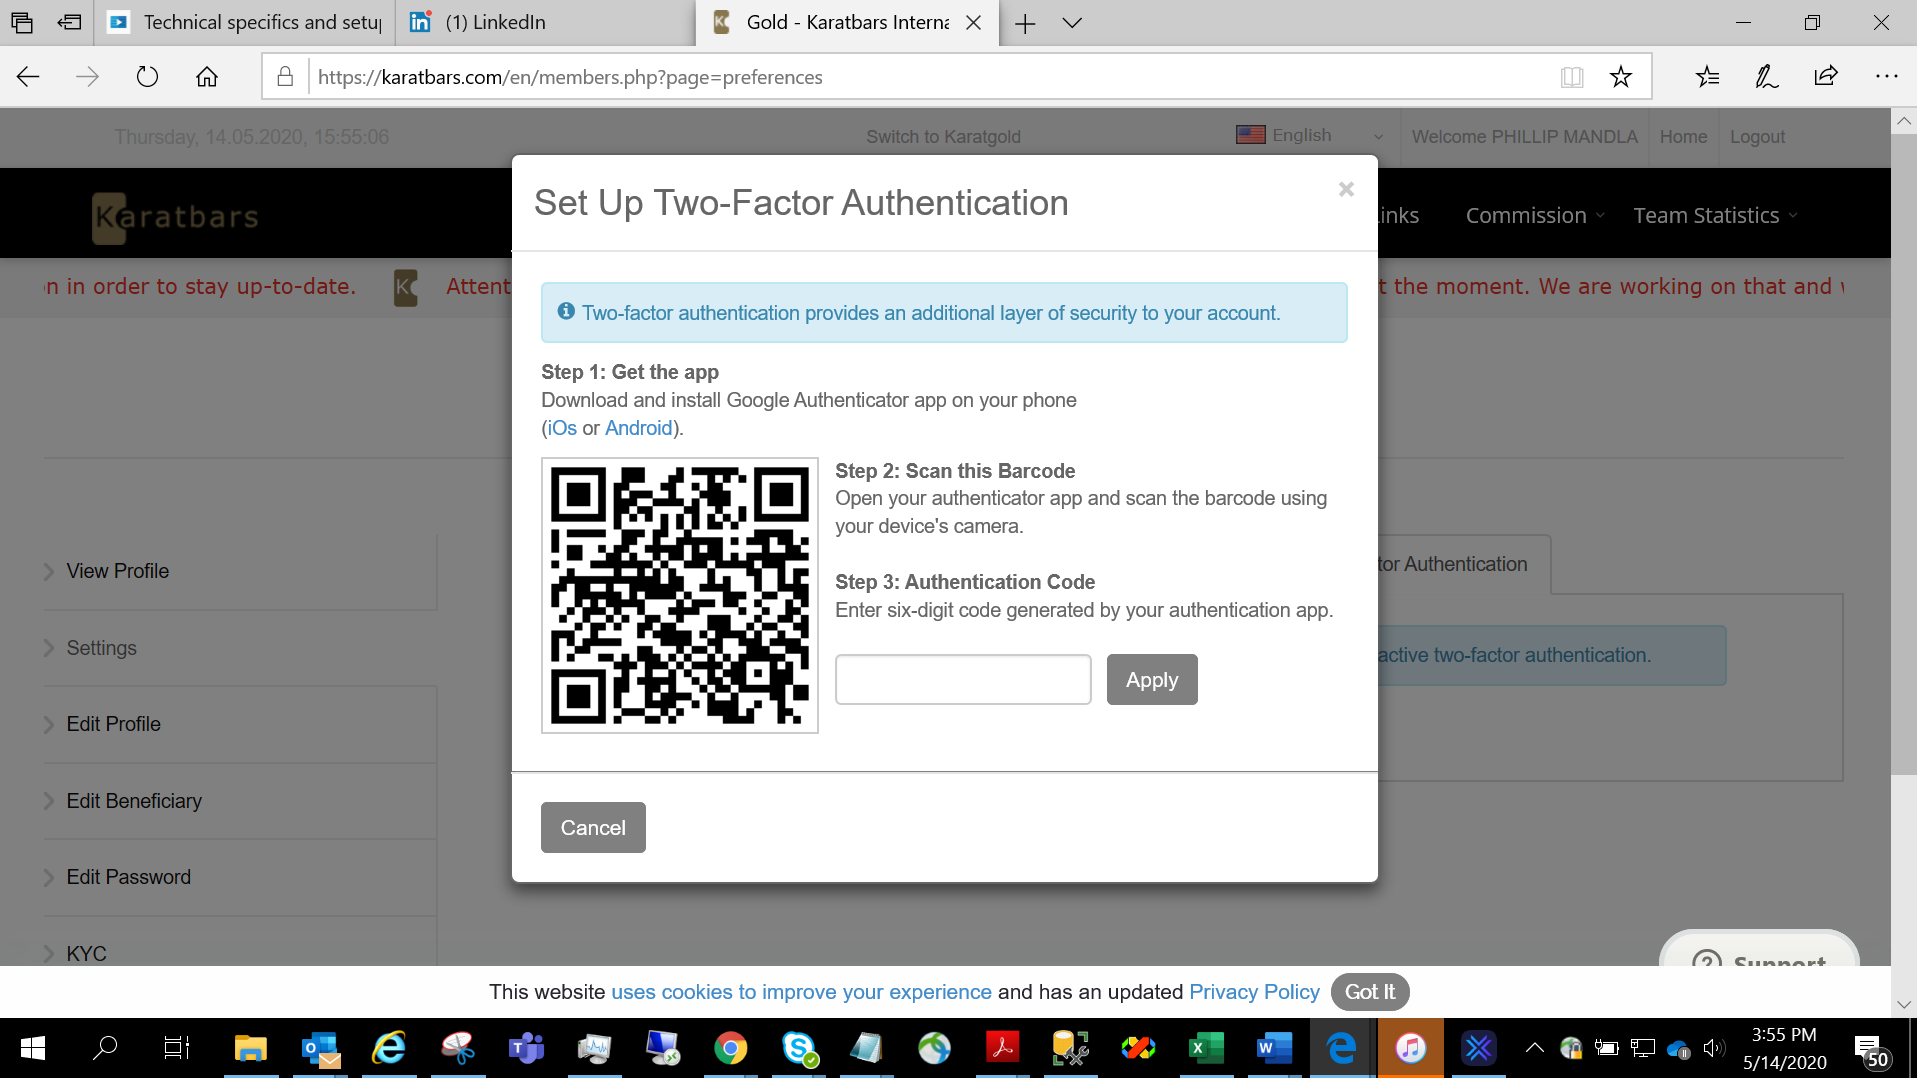 Technical specifics and setup
(1) LinkedIn
Gold - Karatbars Interna
https://karatbars.com/en/members.php?page=preferences
Thursday, 14.05.2020, 15:55:06
Switch to Karatgold
English
Welcome PHILLIP MANDLA
Home
Logout
Karatbars
Links
Commission
Team Statistics
n in order to stay up-to-date.
Attent
t the moment. We are working on that and
Set Up Two-Factor Authentication
×
Two-factor authentication provides an additional layer of security to your account.
Step 1: Get the app
Download and install Google Authenticator app on your phone
(iOs or Android).
Step 2: Scan this Barcode
Open your authenticator app and scan the barcode using
your device's camera.
Step 3: Authentication Code
Enter six-digit code generated by your authentication app.
Apply
Cancel
View Profile
Settings
Edit Profile
Edit Beneficiary
Edit Password
KYC
tor Authentication
active two-factor authentication.
Support
This website uses cookies to improve your experience and has an updated Privacy Policy
Got It
3:55 PM
5/14/2020
50